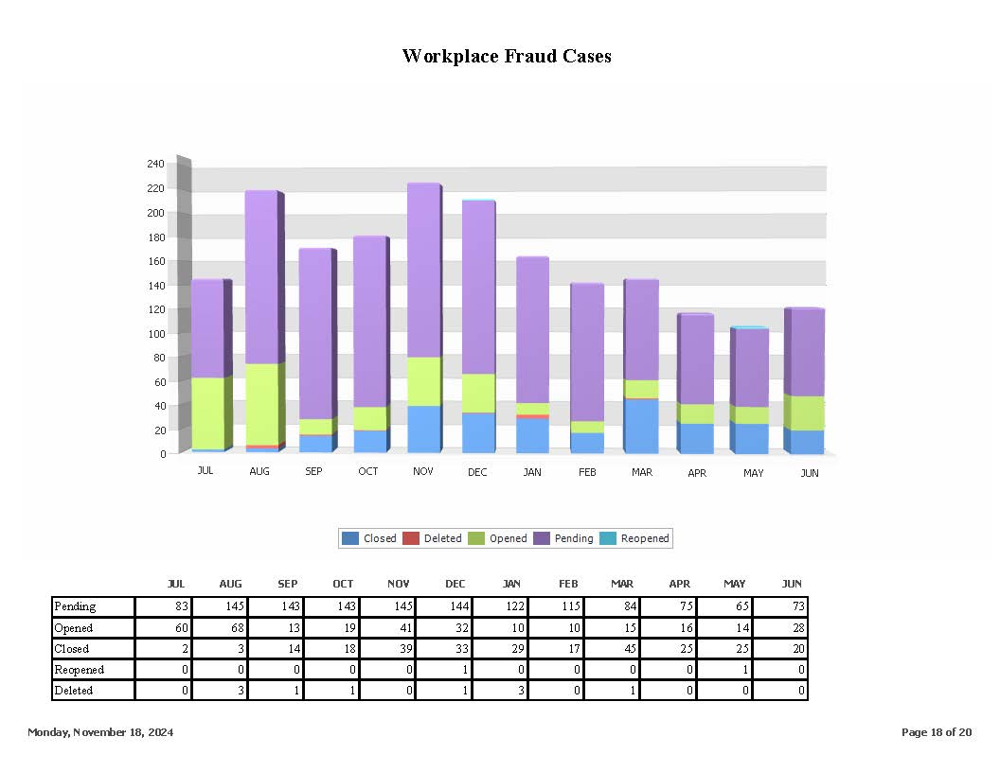 Workplace Fraud Cases
240
220
200
180
160
140
120
100
80
60
40
20
0
JUL AUG SEP OCT NOV DEC JAN FEB MAR APR MAY JUN
Closed Deleted Opened Pending Reopened
JUL AUG SEP OCT NOV DEC JAN FEB MAR APR MAY JUN
Pending 83 145 143 143 145 144 122 115 84 75 65 73
Opened 60 68 13 19 41 32 10 10 15 16 14 28
Closed 2 3 14 18 39 33 29 17 45 25 25 20
Reopened 0 0 0 0 0 1 0 0 0 0 1 0
Deleted 0 3 1 1 0 1 3 0 1 0 0 0
Monday, November 18, 2024 Page 18 of 20